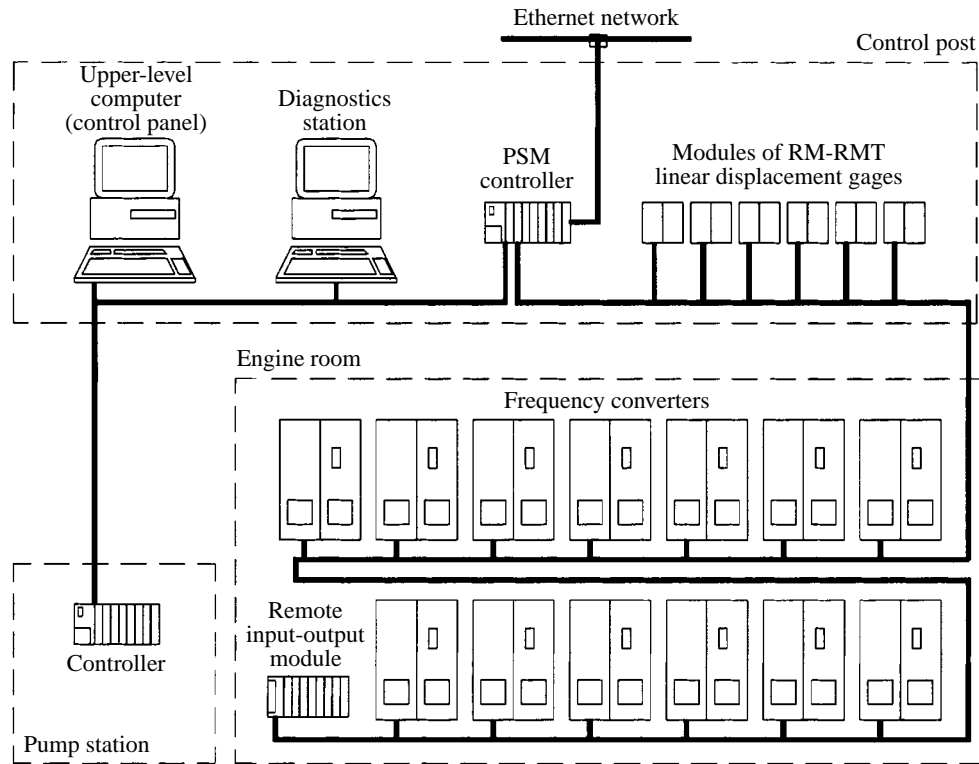 Ethernet network
Control post
Upper-level
computer
(control panel)
Diagnostics
station
PSM
controller
Modules of RM-RMT
linear displacement gages
Engine room
Frequency converters
Remote
input-output
module
Controller
Pump station